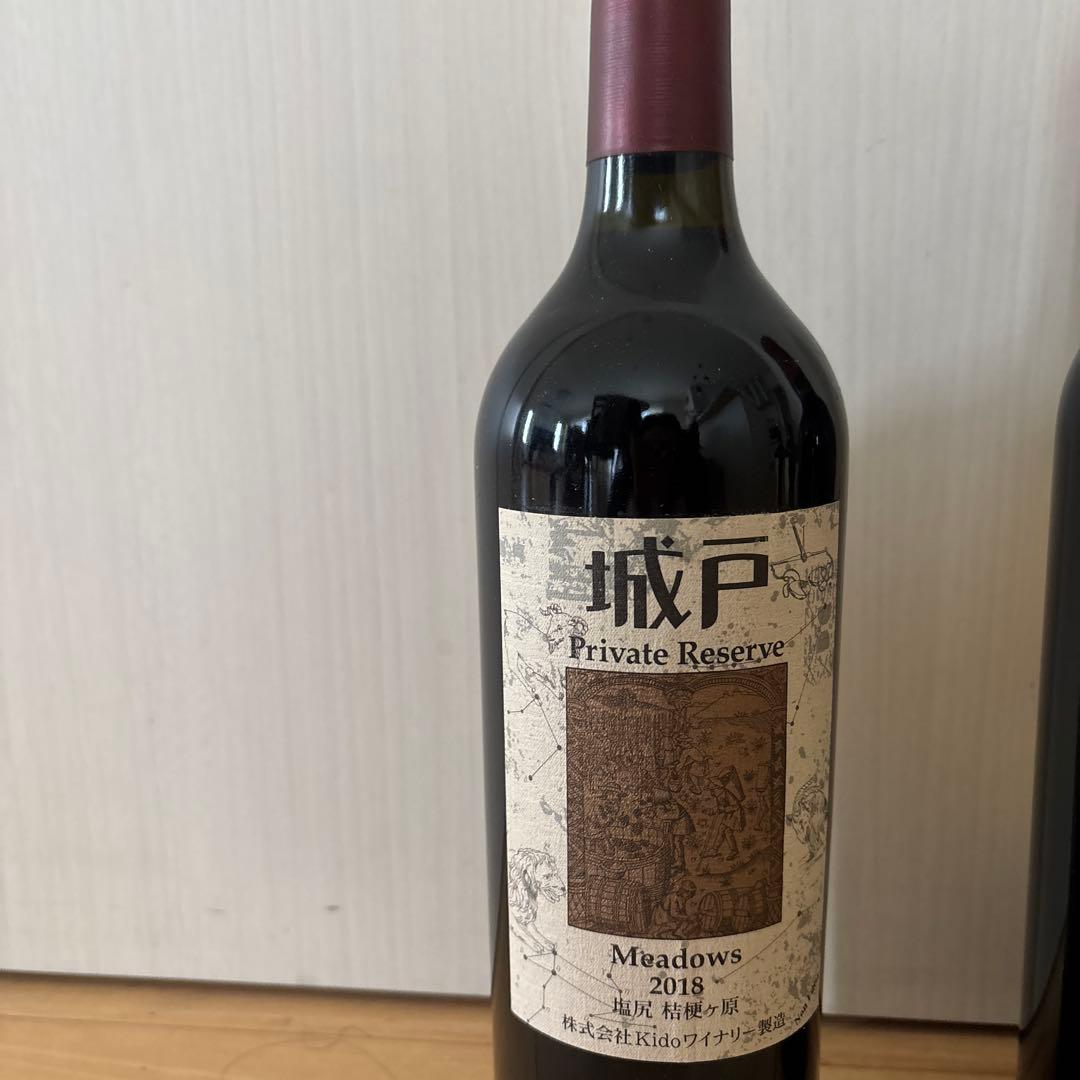 城戸
Private Reserve
Meadows
2018
塩尻 桔梗ヶ原
株式会社Kidoワイナリー製造
Non